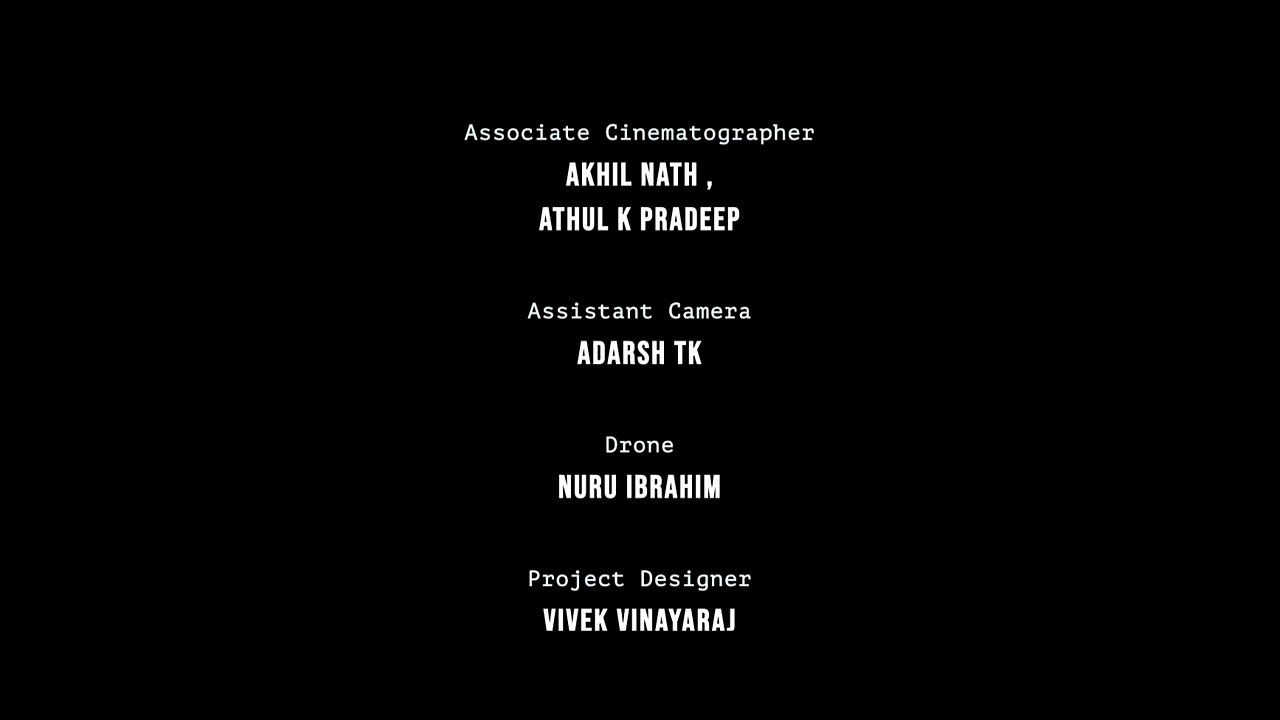 Associate Cinematographer
AKHIL NATH ,
ATHUL K PRADEEP
Assistant Camera
ADARSH TK
Drone
NURU IBRAHIM
Project Designer
VIVEK VINAYARAJ